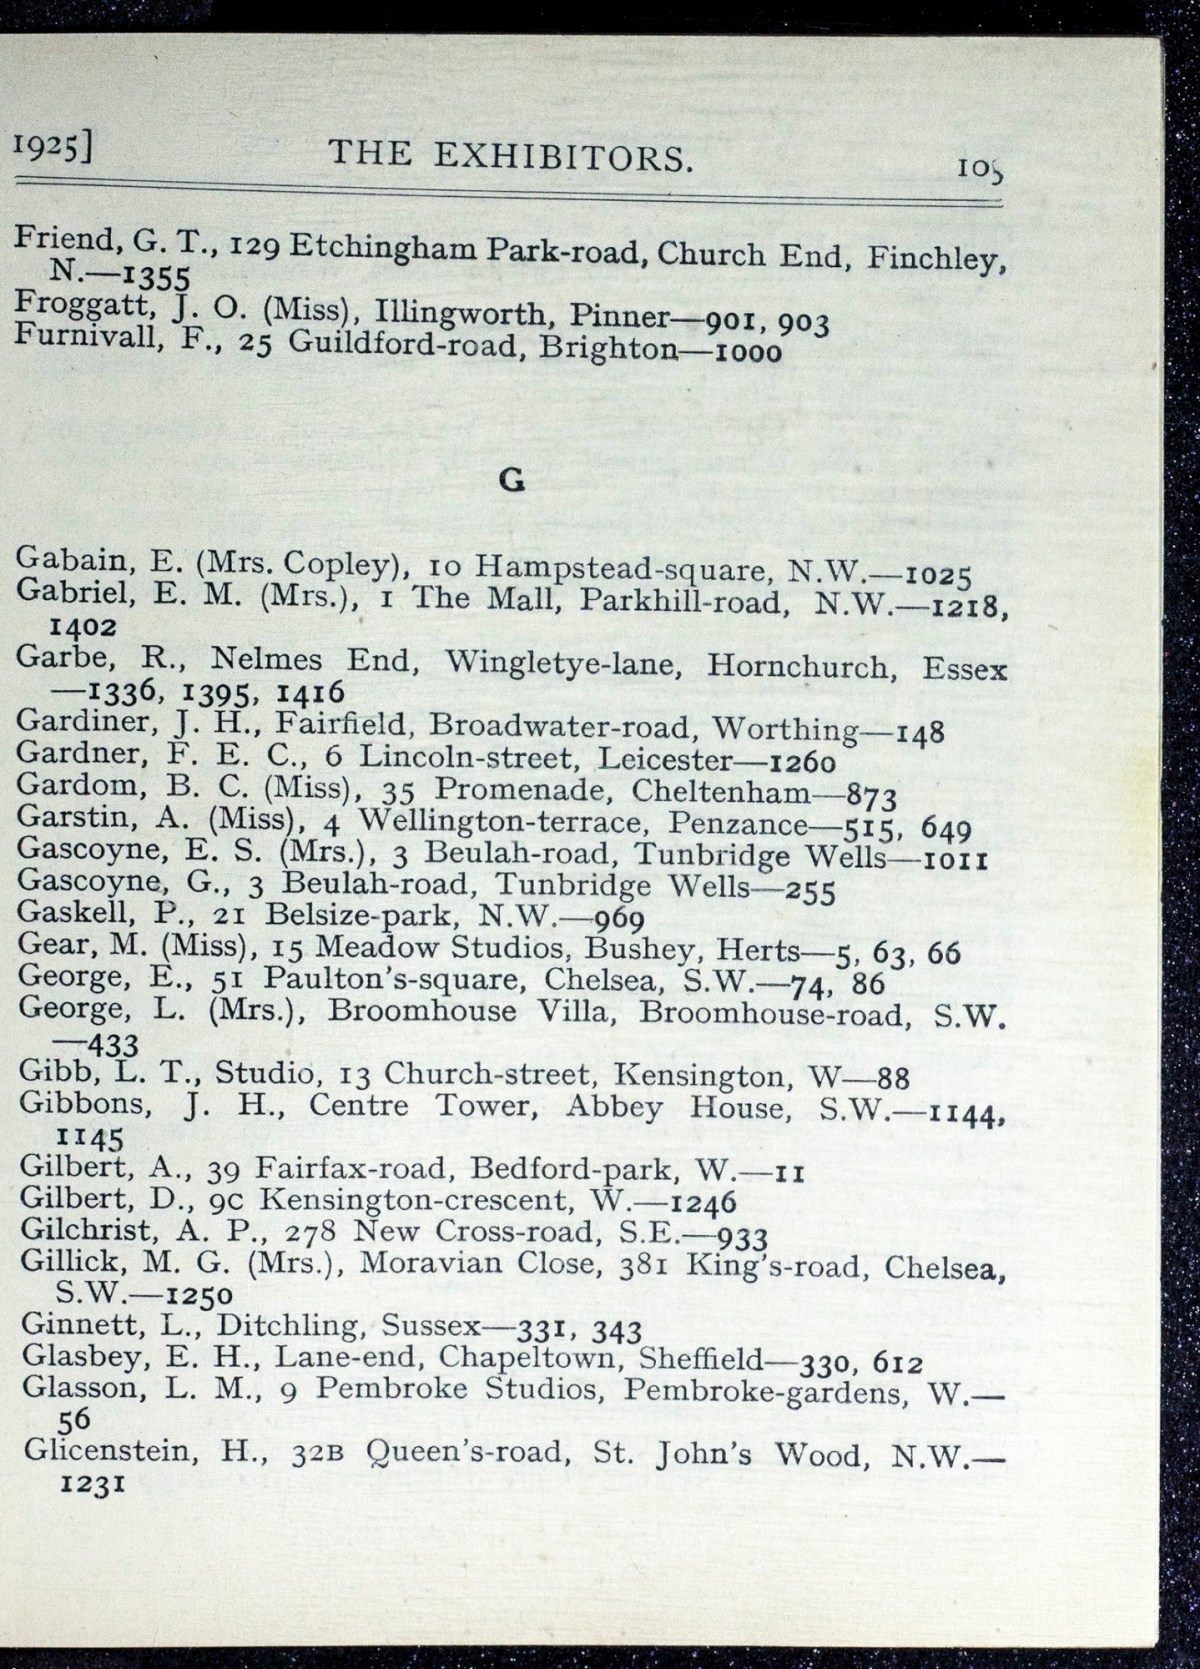 1925] THE EXHIBITORS. 105
Friend, G. T., 129 Etchingham Park-road, Church End, Finchley,
N.—1355
Froggatt, J. O. (Miss), Illingworth, Pinner—901, 903
Furnivall, F., 25 Guildford-road, Brighton—1000
G
Gabain, E. (Mrs. Copley), 10 Hampstead-square, N.W.—1025
Gabriel, E. M. (Mrs.), 1 The Mall, Parkhill-road, N.W.—1218,
1402
Garbe, R., Nelmes End, Wingletye-lane, Hornchurch, Essex
—1336, 1395, 1416
Gardiner, J. H., Fairfield, Broadwater-road, Worthing—148
Gardner, F. E. C., 6 Lincoln-street, Leicester—1260
Gardom, B. C. (Miss), 35 Promenade, Cheltenham—873
Garstin, A. (Miss), 4 Wellington-terrace, Penzance—515, 649
Gascoyne, E. S. (Mrs.), 3 Beulah-road, Tunbridge Wells—1011
Gascoyne, G., 3 Beulah-road, Tunbridge Wells—255
Gaskell, P., 21 Belsize-park, N.W.—969
Gear, M. (Miss), 15 Meadow Studios, Bushey, Herts—5, 63, 66
George, E., 51 Paulton's-square, Chelsea, S.W.—74, 86
George, L. (Mrs.), Broomhouse Villa, Broomhouse-road, S.W.
—433
Gibb, L. T., Studio, 13 Church-street, Kensington, W—88
Gibbons, J. H., Centre Tower, Abbey House, S.W.—1144,
1145
Gilbert, A., 39 Fairfax-road, Bedford-park, W.—11
Gilbert, D., 9C Kensington-crescent, W.—1246
Gilchrist, A. P., 278 New Cross-road, S.E.—933
Gillick, M. G. (Mrs.), Moravian Close, 381 King's-road, Chelsea,
S.W.—1250
Ginnett, L., Ditchling, Sussex—331, 343
Glasbey, E. H., Lane-end, Chapeltown, Sheffield—330, 612
Glasson, L. M., 9 Pembroke Studios, Pembroke-gardens, W.—
56
Glicenstein, H., 32B Queen's-road, St. John's Wood, N.W.—
1231